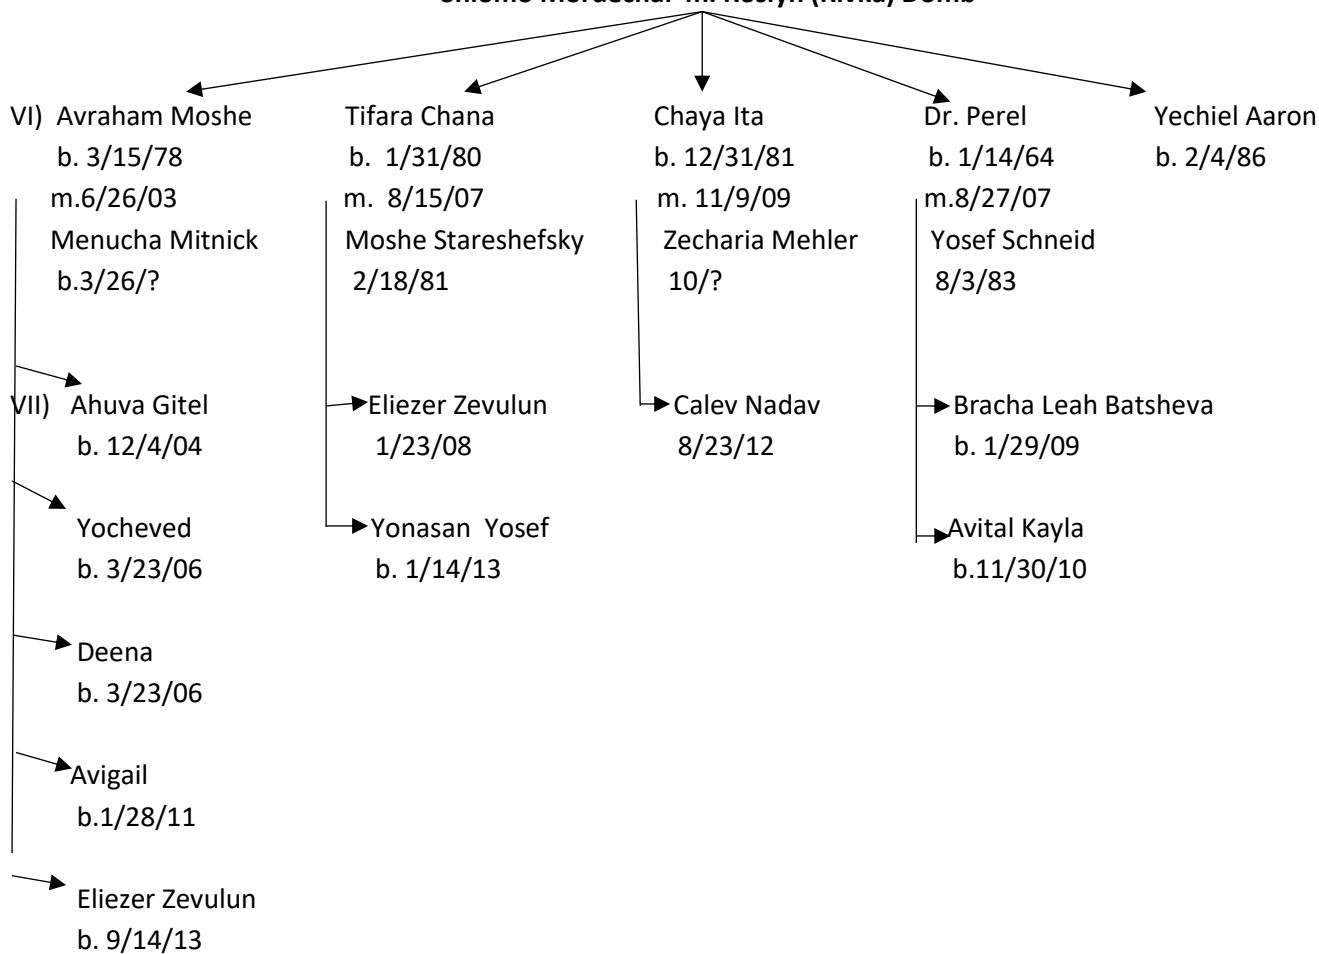 Shlomo Mordechai m. Roslyn (Rivka)
VI) Avraham Moshe Tifara Chana Chaya Ita Dr. Perel Yechiel Aaron
b. 3/15/78 b. 1/31/80 b. 12/31/81 b. 1/14/64 b. 2/4/86
m.6/26/03 m. 8/15/07 m. 11/9/09 m.8/27/07
Menucha Mitnick Moshe Stareshefsky Zecharia Mehler Yosef Schneid
b.3/26/? 2/18/81 10/? 8/3/83
VII) Ahuva Gitel Eliezer Zevulun Calev Nadav Bracha Leah Batsheva
b. 12/4/04 1/23/08 8/23/12 b. 1/29/09
Yocheved Yonasan Yosef Avital Kayla
b. 3/23/06 b. 1/14/13 b.11/30/10
Deena
b. 3/23/06
Avigail
b.1/28/11
Eliezer Zevulun
b. 9/14/13